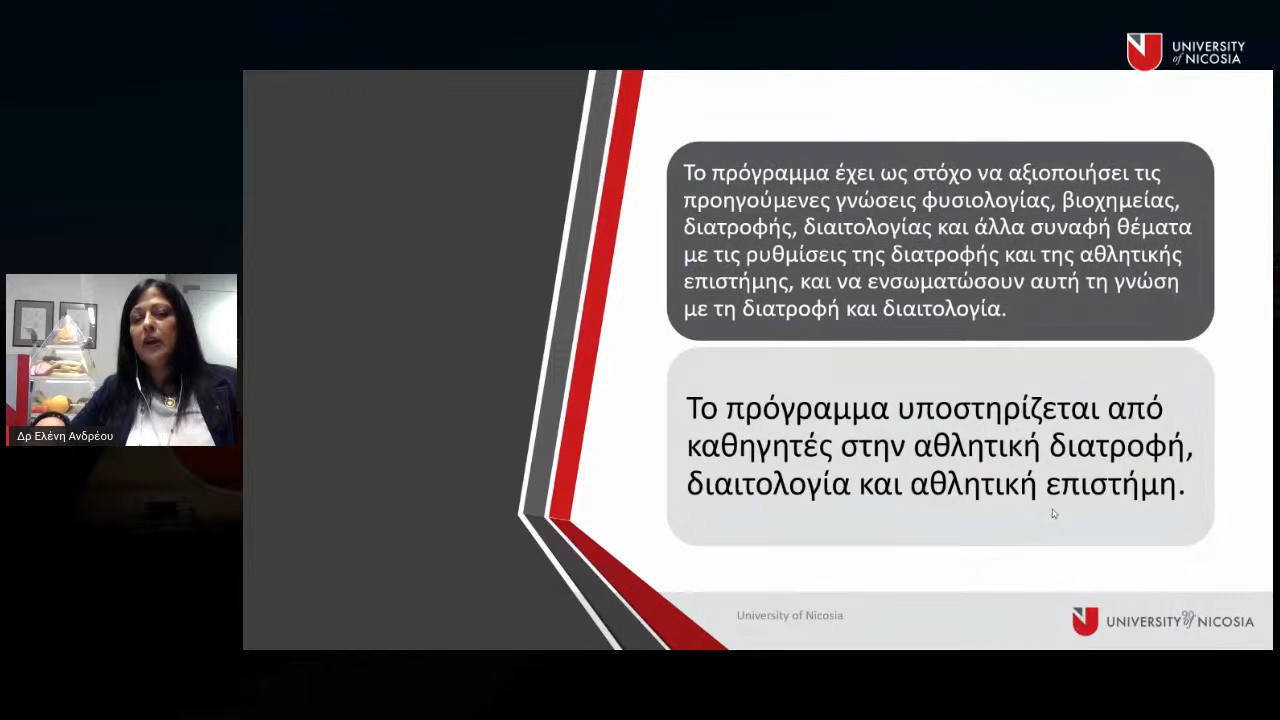 UNIVERSITY
of NICOSIA
Το πρόγραμμα έχει ως στόχο να αξιοποιήσει τις
προηγούμενες γνώσεις φυσιολογίας, βιοχημείας,
διατροφής, διαιτολογίας και άλλα συναφή θέματα
με τις ρυθμίσεις της διατροφής και της αθλητικής
επιστήμης, και να ενσωματώσουν αυτή τη γνώση
με τη διατροφή και διαιτολογία.
Το πρόγραμμα υποστηρίζεται από
καθηγητές στην αθλητική διατροφή,
διαιτολογία και αθλητική επιστήμη.
Δρ Ελένη Ανδρέου
University of Nicosia
UNIVERSITY of NICOSIA